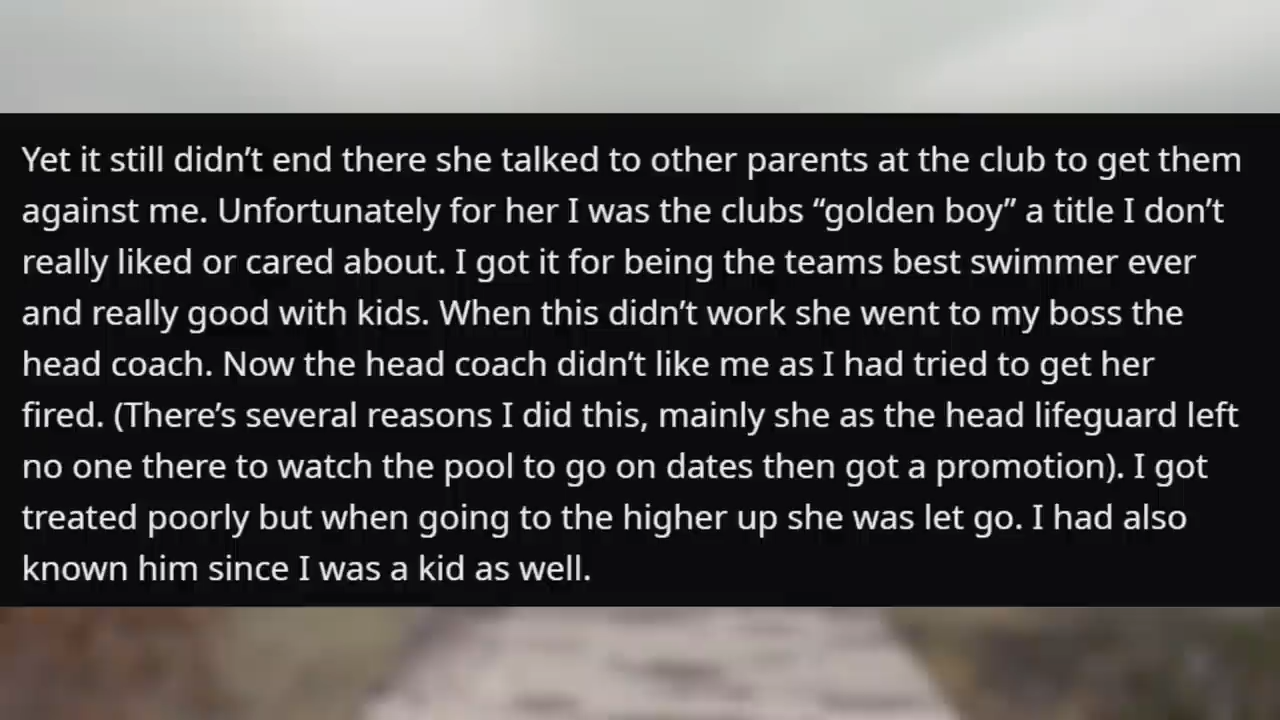 Yet it still didn’t end there she talked to other parents at the club to get them
against me. Unfortunately for her I was the clubs “golden boy” a title I don’t
really liked or cared about. I got it for being the teams best swimmer ever
and really good with kids. When this didn’t work she went to my boss the
head coach. Now the head coach didn’t like me as I had tried to get her
fired. (There’s several reasons I did this, mainly she as the head lifeguard left
no one there to watch the pool to go on dates then got a promotion). I got
treated poorly but when going to the higher up she was let go. I had also
known him since I was a kid as well.